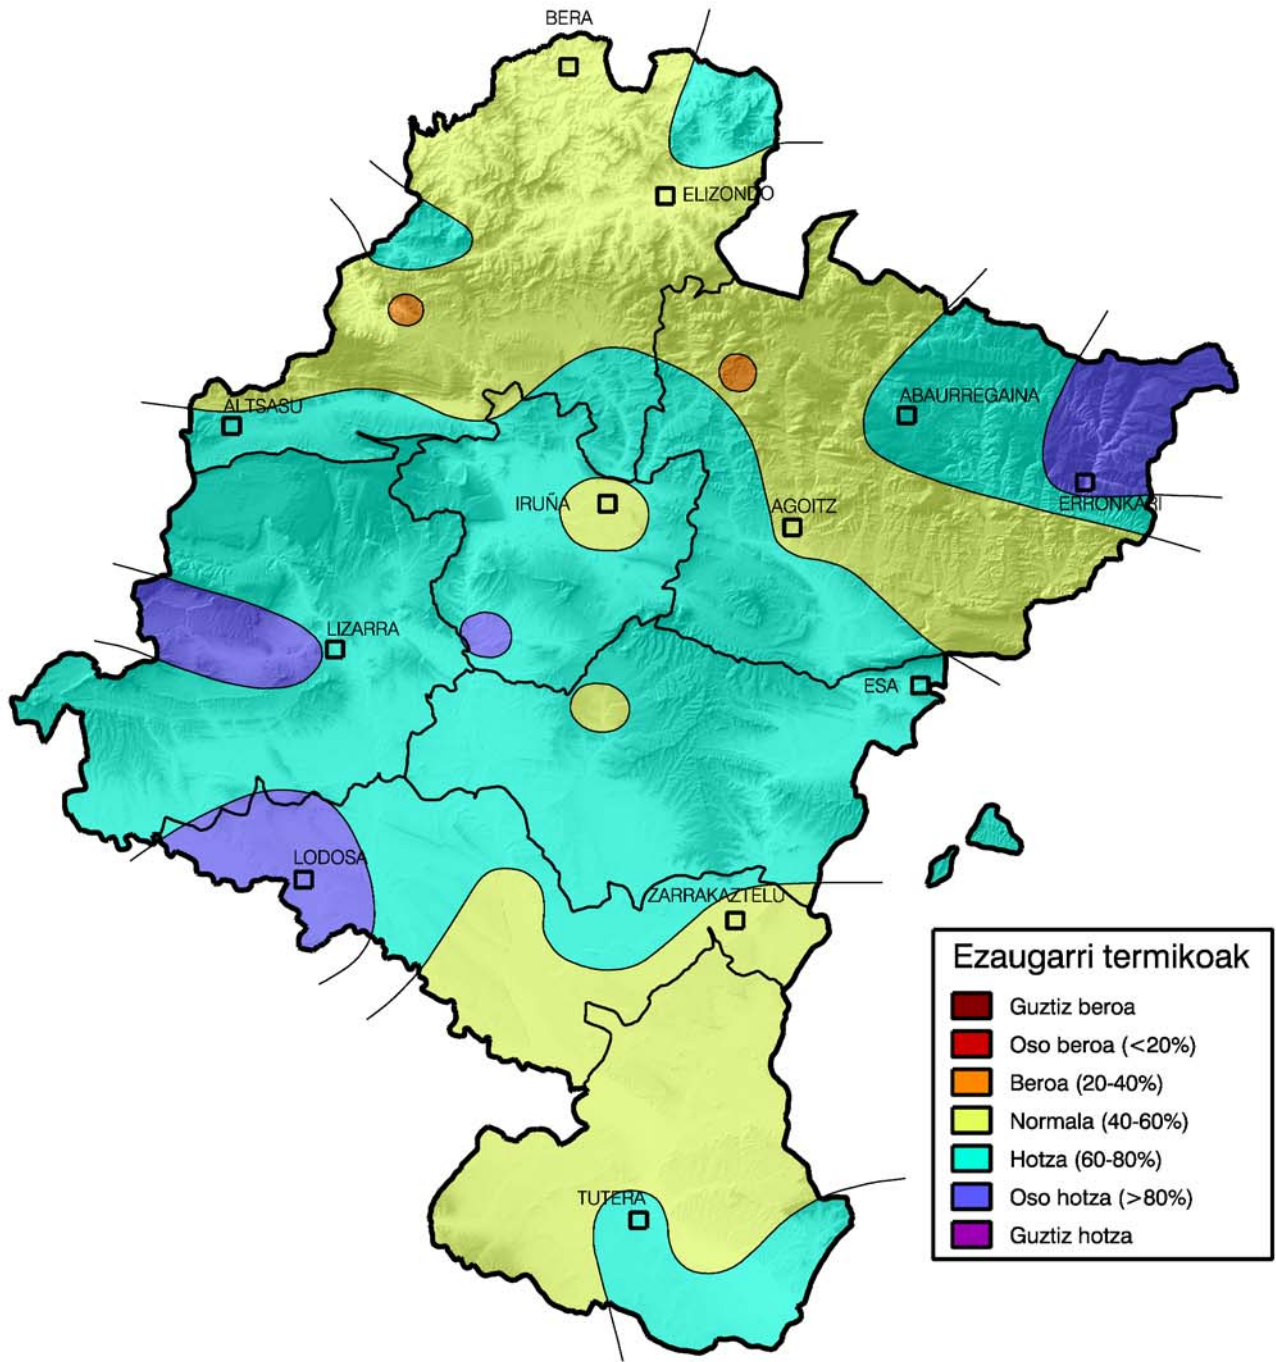 BERA
ELIZONDO
ALTSASU
ABAURREGAINA
IRUÑA
AGOITZ
ERRONKARI
LIZARRA
ESA
LODOSA
ZARRAKAZTELU
TUTERA
Ezaugarri termikoak
Guztiz beroa
Oso beroa (<20%)
Beroa (20-40%)
Normala (40-60%)
Hotza (60-80%)
Oso hotza (>80%)
Guztiz hotza